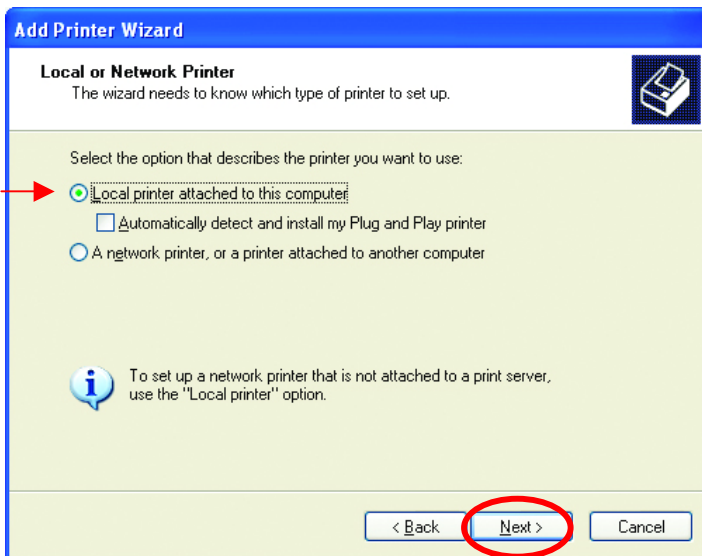 Add Printer Wizard
Local or Network Printer
The wizard needs to know which type of printer to set up.
Select the option that describes the printer you want to use:
Local printer attached to this computer
Automatically detect and install my Plug and Play printer
A network printer, or a printer attached to another computer
To set up a network printer that is not attached to a print server,
use the "Local printer" option.
< Back Next > Cancel